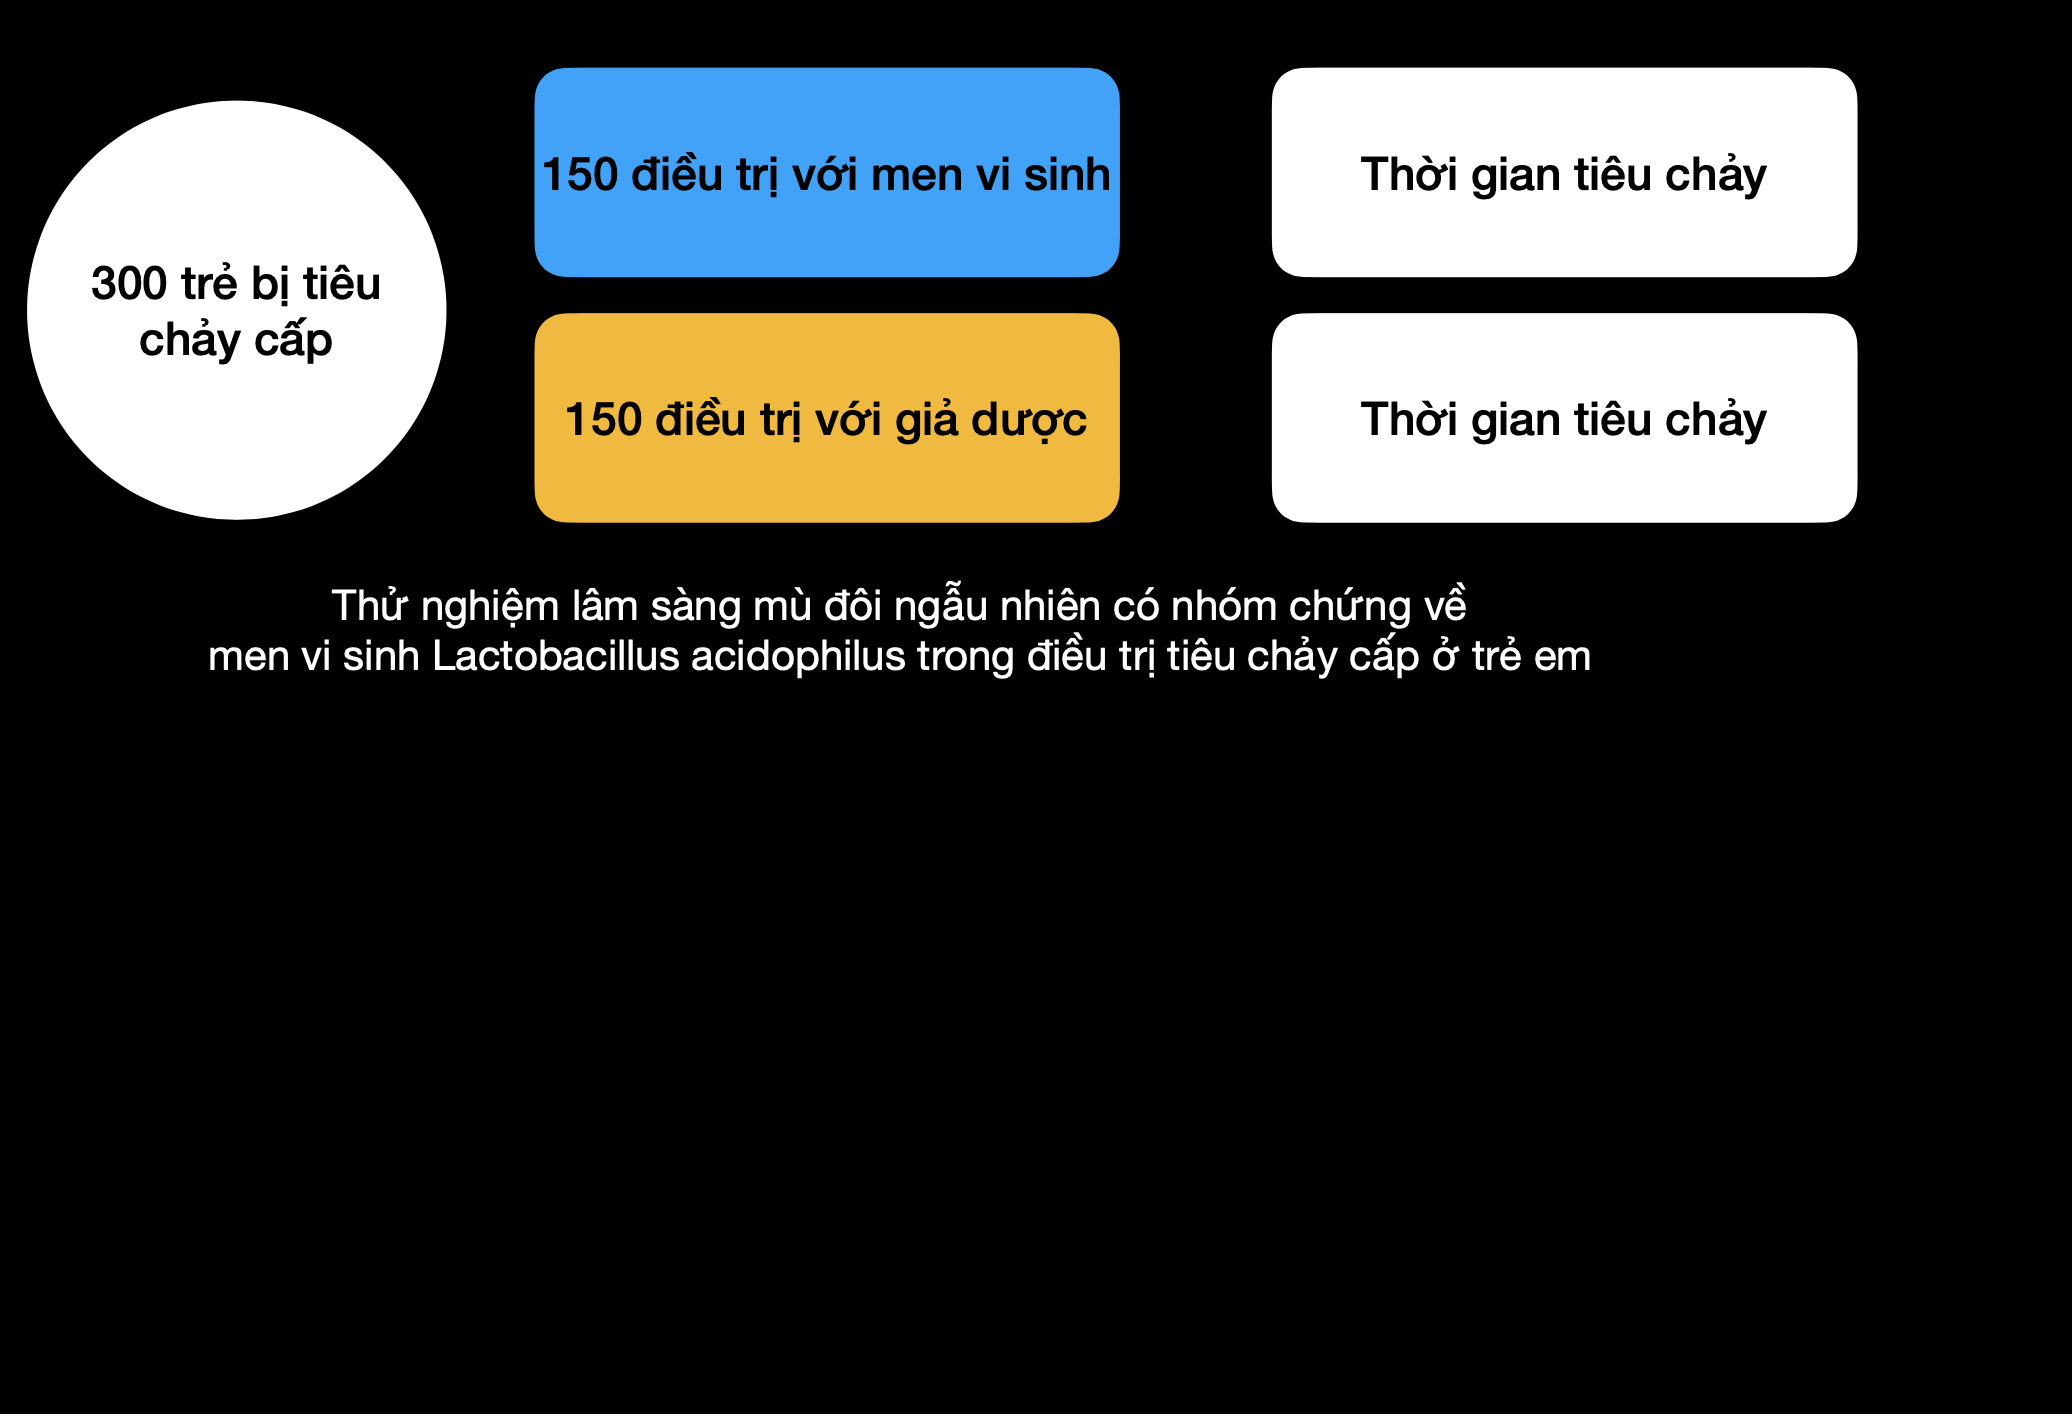 300 trẻ bị tiêu
chảy cấp
150 điều trị với men vi sinh
Thời gian tiêu chảy
150 điều trị với giả dược
Thời gian tiêu chảy
Thử nghiệm lâm sàng mù đôi ngẫu nhiên có nhóm chứng về
men vi sinh Lactobacillus acidophilus trong điều trị tiêu chảy cấp ở trẻ em